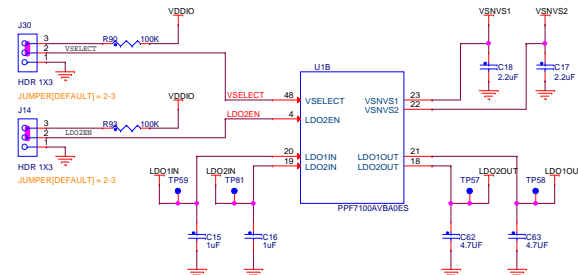 VDDIO
VSNVS1
VSNVS2
J30
R90
100K
3
2
1
VSELECT
HDR 1X3
JUMPER[DEFAULT] = 2-3
C18
2.2uF
C17
2.2uF
U1B
VDDIO
J14
R93
100K
3
2
1
LDO2EN
HDR 1X3
JUMPER[DEFAULT] = 2-3
VSELECT
48
VSELECT
LDO2EN
4
LDO2EN
VSNVS1
23
VSNVS2
22
20
LDO1IN
19
LDO2IN
LDO1OUT
21
LDO2OUT
18
LDO1IN
TP59
LDO2IN
TP81
TP57
LDO2OUT
TP58
LDO1OU
PPF7100AVBA0ES
C15
1uF
C16
1uF
C62
4.7UF
C63
4.7UF